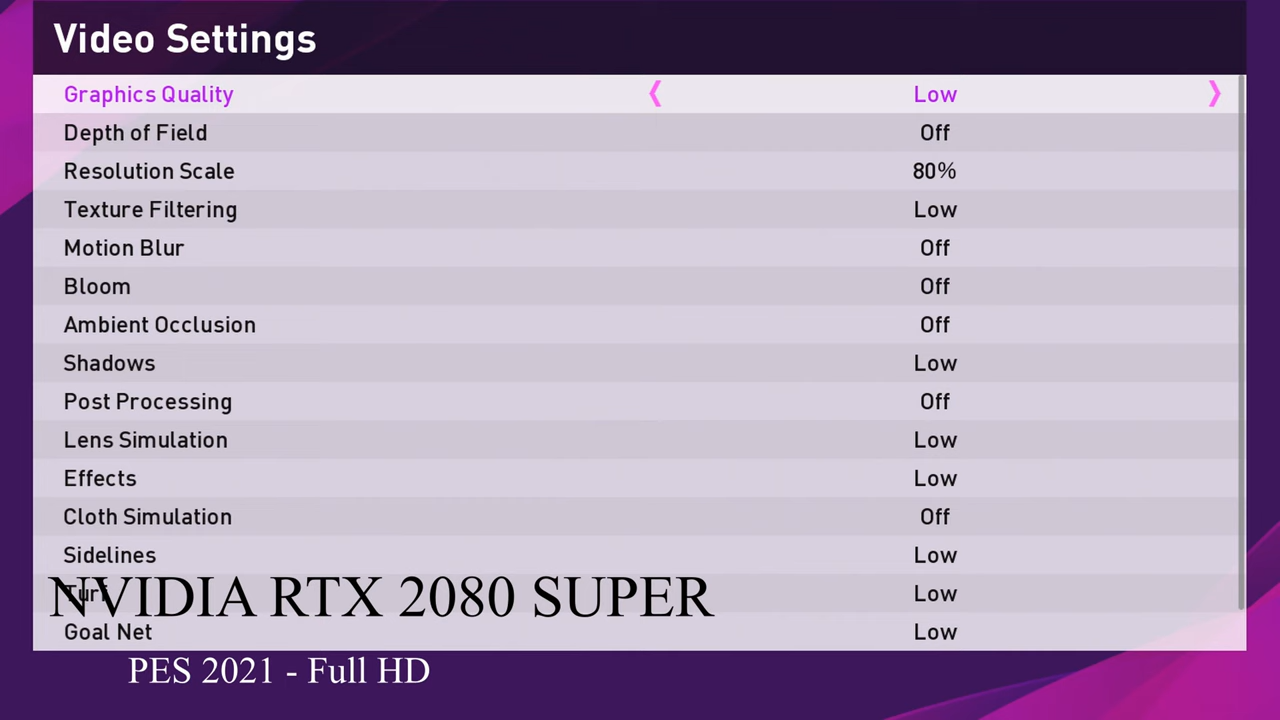 Video Settings
Graphics Quality Low
Depth of Field Off
Resolution Scale 80%
Texture Filtering Low
Motion Blur Off
Bloom Off
Ambient Occlusion Off
Shadows Low
Post Processing Off
Lens Simulation Low
Effects Low
Cloth Simulation Off
Sidelines Low
Turf Low
NVIDIA RTX 2080 SUPER
Goal Net Low
PES 2021 - Full HD